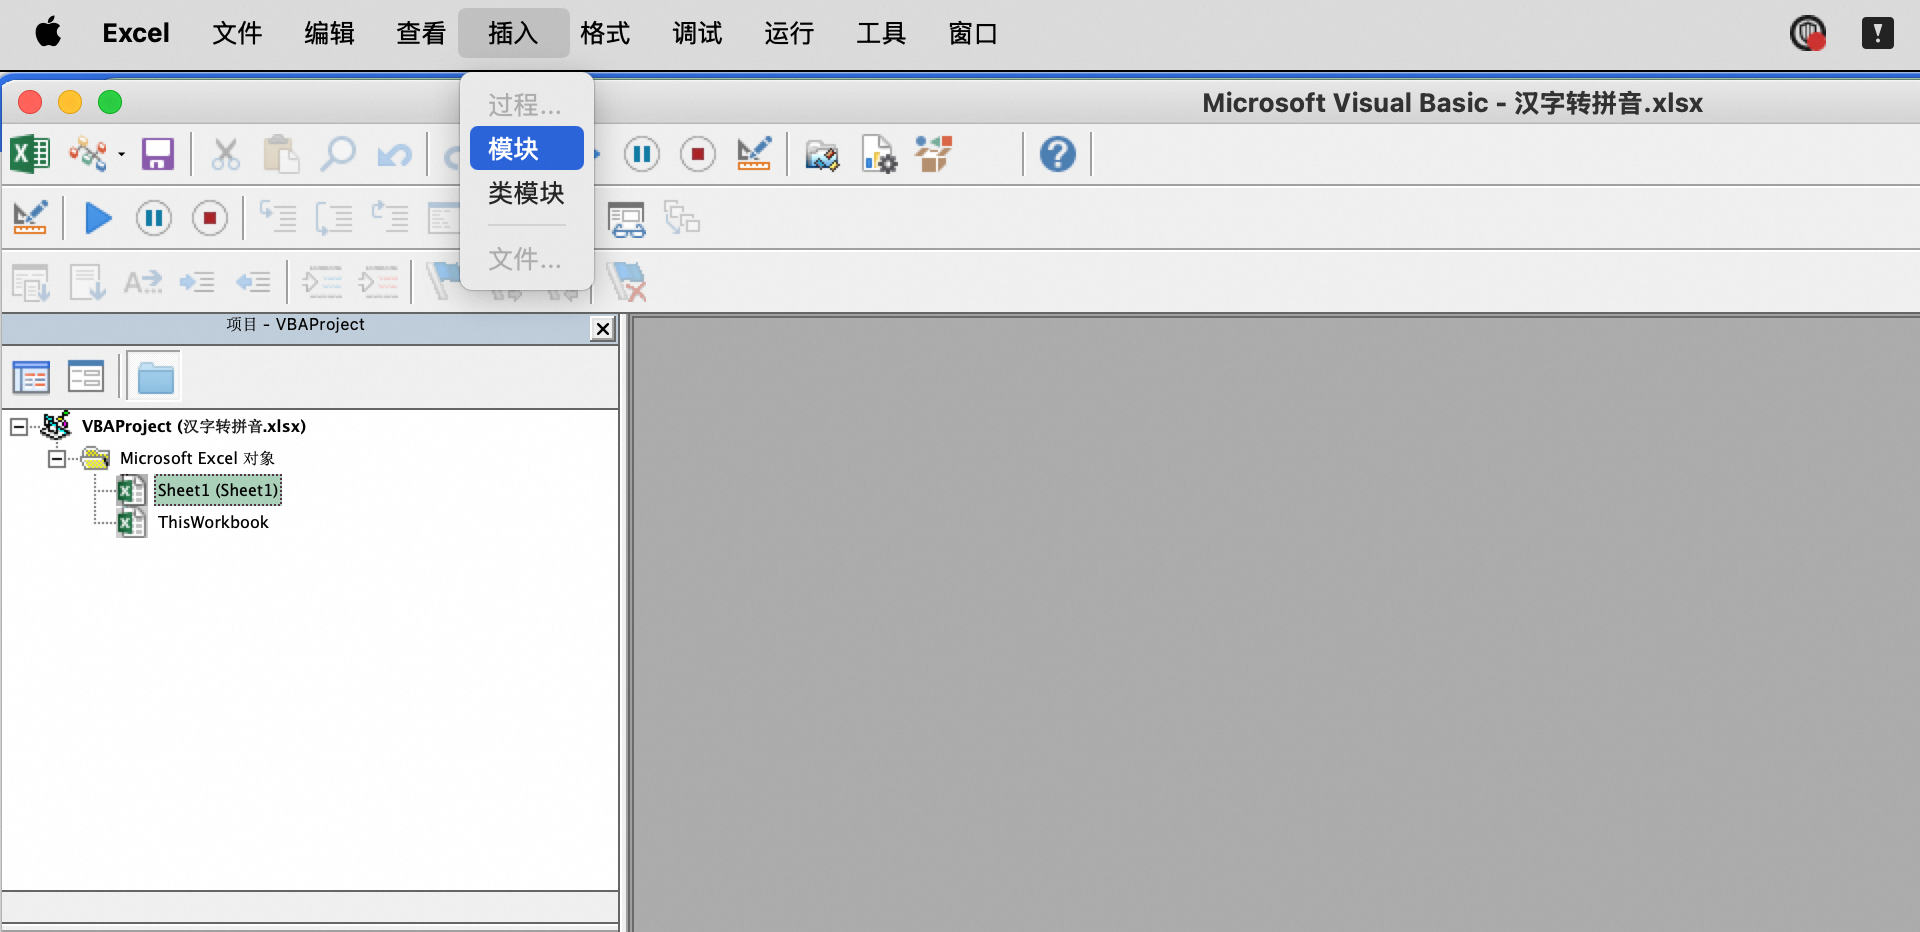 Excel 文件 编辑 查看 插入 格式 调试 运行 工具 窗口
过程...
模块
类模块
文件...
Microsoft Visual Basic - 汉字转拼音.xlsx
项目 - VBAProject
VBAProject (汉字转拼音.xlsx)
Microsoft Excel 对象
Sheet1 (Sheet1)
ThisWorkbook